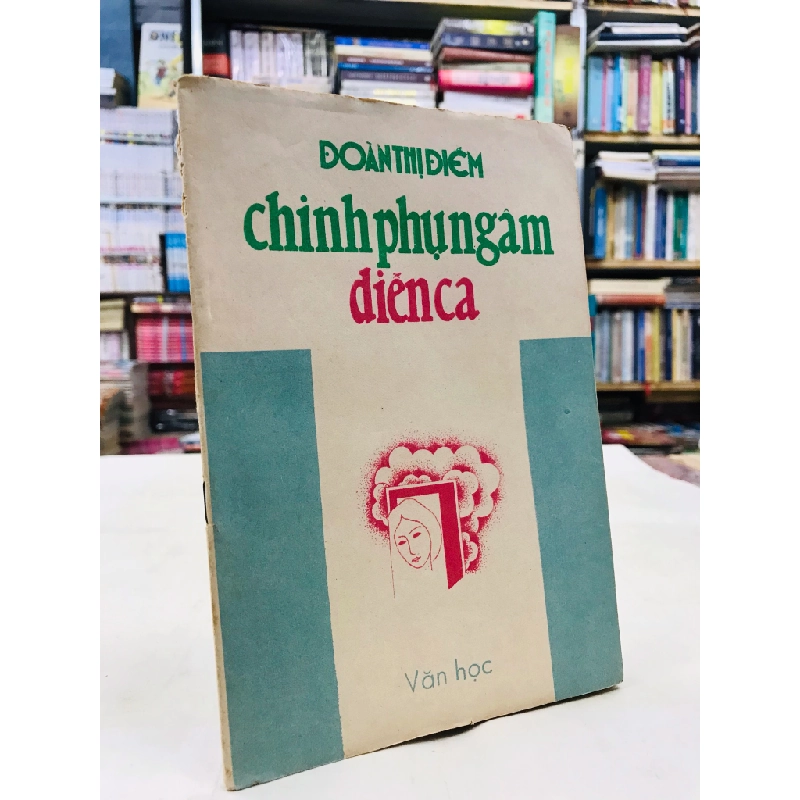 ĐOÀN THỊ ĐIỂM
chinh phụ ngâm
diễn ca
Văn học